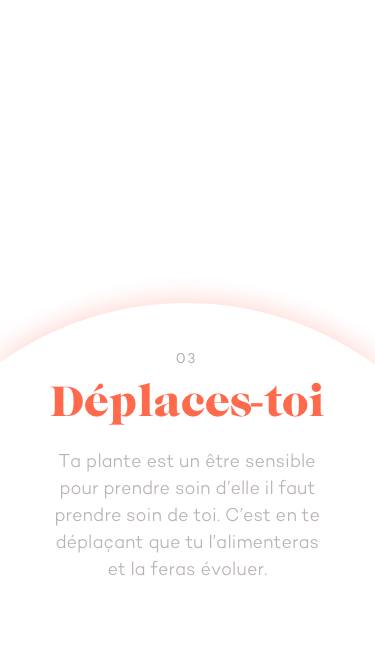 03
Déplaces-toi
Ta plante est un être sensible
pour prendre soin d’elle il faut
prendre soin de toi. C’est en te
déplaçant que tu l’alimenteras
et la feras évoluer.